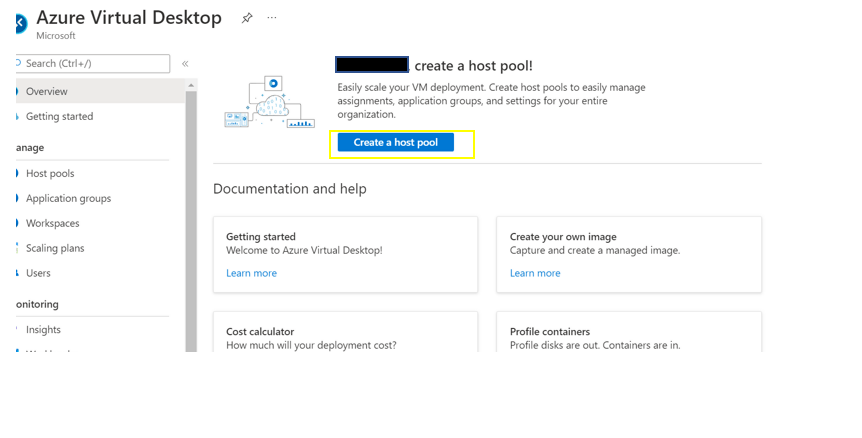 Azure Virtual Desktop
Microsoft
Search (Ctrl+/)
«
Overview
Getting started
anage
Host pools
Application groups
Workspaces
Scaling plans
Users
onitoring
Insights
create a host pool!
Easily scale your VM deployment. Create host pools to easily manage
assignments, application groups, and settings for your entire
organization.
Create a host pool
Documentation and help
Getting started
Welcome to Azure Virtual Desktop!
Learn more
Create your own image
Capture and create a managed image.
Learn more
Cost calculator
How much will your deployment cost?
Profile containers
Profile disks are out. Containers are in.